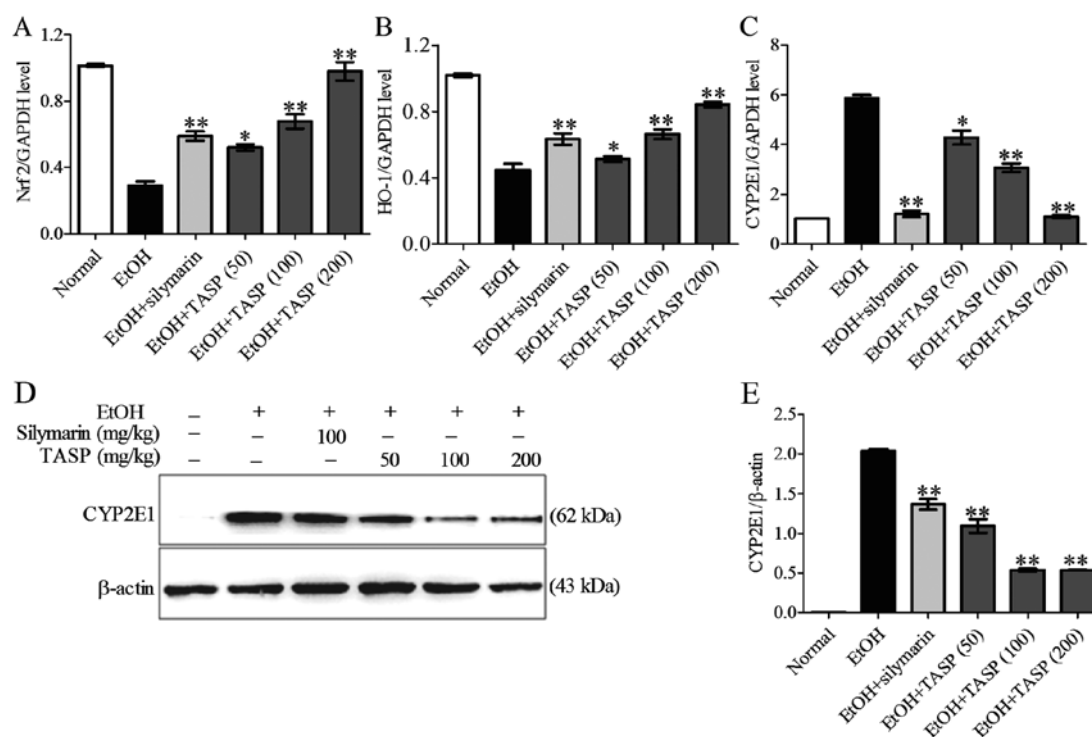 A
Nrf2/GAPDH level
1.2
0.9
0.6
0.3
0.0
**
*
**
**
Normal
EtOH
EtOH+silymarin
EtOH+TASP (50)
EtOH+TASP (100)
EtOH+TASP (200)
B
HO-1/GAPDH level
1.2
0.8
0.4
0.0
**
*
**
**
Normal
EtOH
EtOH+silymarin
EtOH+TASP (50)
EtOH+TASP (100)
EtOH+TASP (200)
C
CYP2E1/GAPDH level
8
6
4
2
0
**
*
**
**
Normal
EtOH
EtOH+silymarin
EtOH+TASP (50)
EtOH+TASP (100)
EtOH+TASP (200)
D
EtOH – + + + + +
Silymarin (mg/kg) – – 100 – – –
TASP (mg/kg) – – – 50 100 200
CYP2E1 (62 kDa)
β-actin (43 kDa)
E
CYP2E1/β-actin
2.5
2.0
1.5
1.0
0.5
0.0
**
**
**
**
Normal
EtOH
EtOH+silymarin
EtOH+TASP (50)
EtOH+TASP (100)
EtOH+TASP (200)